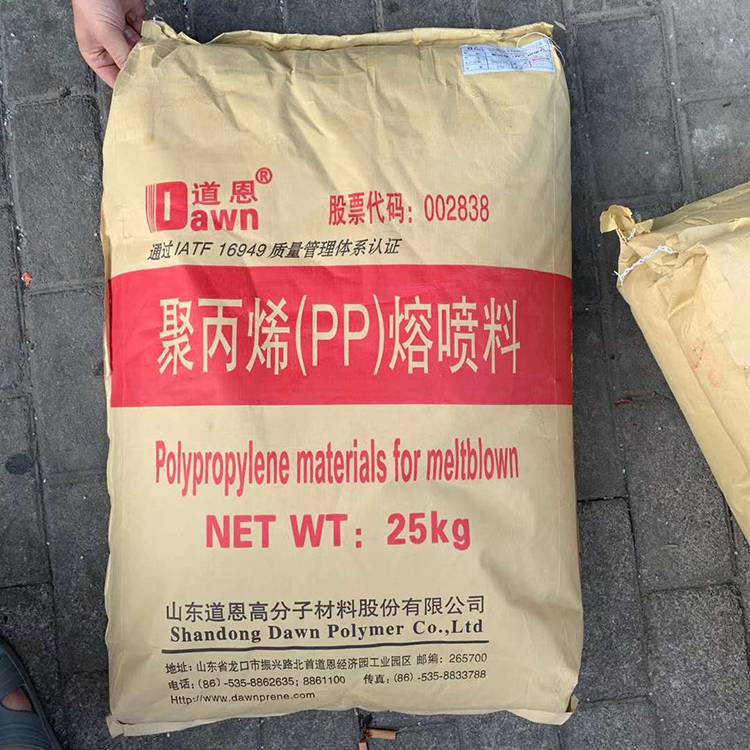 道恩®
Dawn
股票代码：002838
通过IATF 16949质量管理体系认证
聚丙烯(PP)熔喷料
Polypropylene materials for meltblown
NET WT：25kg
山东道恩高分子材料股份有限公司
Shandong Dawn Polymer Co.,Ltd
地址：山东省龙口市振兴路北首道恩经济园工业园区 邮编：265700
电话：(86)-535-8862635；8861100 传真：(86)-535-8833788
Http://www.dawnprene.com